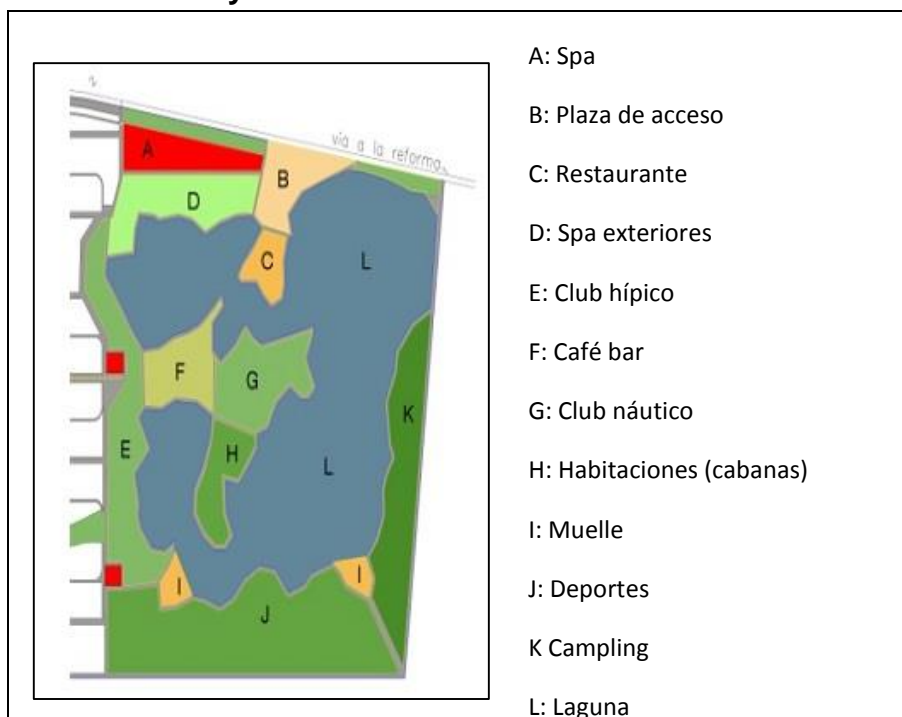 vía a la reforma
A
B
D
C
L
F
G
K
E
H
L
I
I
J
A: Spa
B: Plaza de acceso
C: Restaurante
D: Spa exteriores
E: Club hípico
F: Café bar
G: Club náutico
H: Habitaciones (cabanas)
I: Muelle
J: Deportes
K Campling
L: Laguna